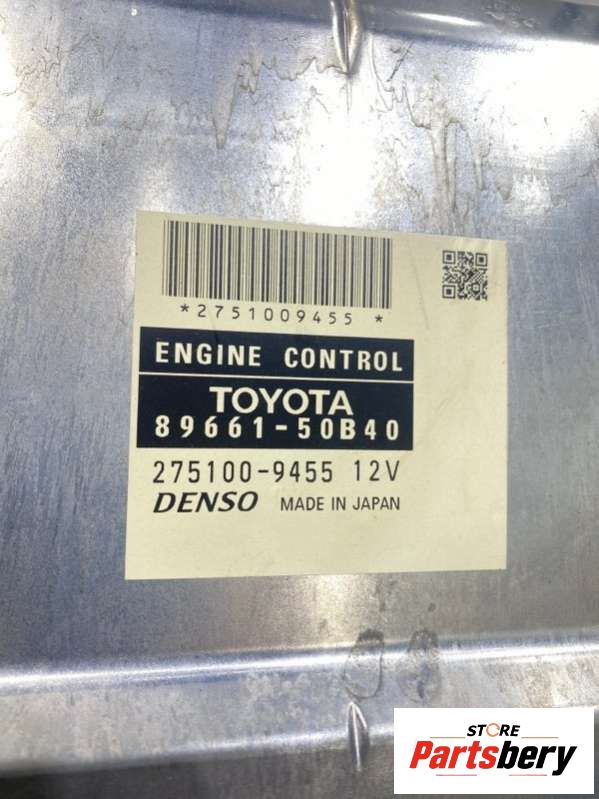 *2751009455*
ENGINE CONTROL
TOYOTA
89661-50B40
275100-9455 12V
DENSO MADE IN JAPAN
STORE
Partsbery